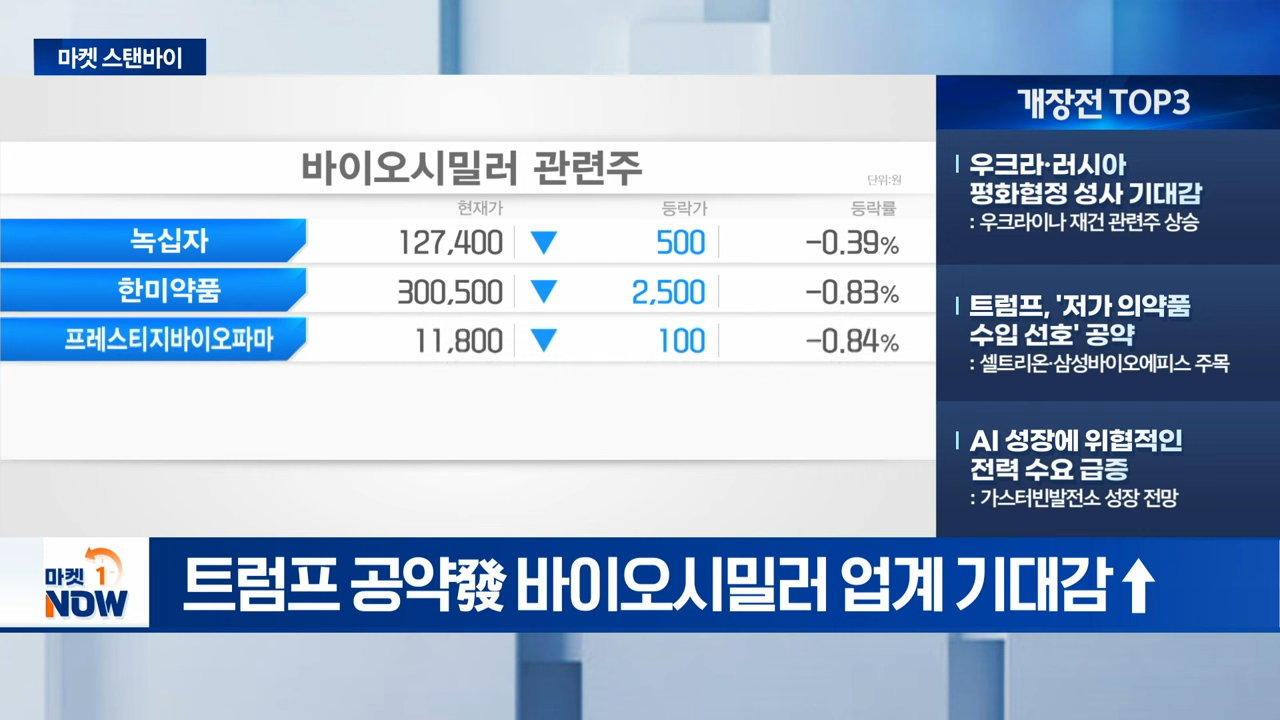 마켓 스탠바이
바이오시밀러 관련주
단위:원
현재가 등락가 등락률
녹십자 127,400 ▼ 500 -0.39%
한미약품 300,500 ▼ 2,500 -0.83%
프레스티지바이오파마 11,800 ▼ 100 -0.84%
개장전 TOP3
우크라·러시아
평화협정 성사 기대감
: 우크라이나 재건 관련주 상승
트럼프, '저가 의약품
수입 선호' 공약
: 셀트리온·삼성바이오에피스 주목
AI 성장에 위협적인
전력 수요 급증
: 가스터빈발전소 성장 전망
마켓 1
NOW
트럼프 공약發 바이오시밀러 업계 기대감↑